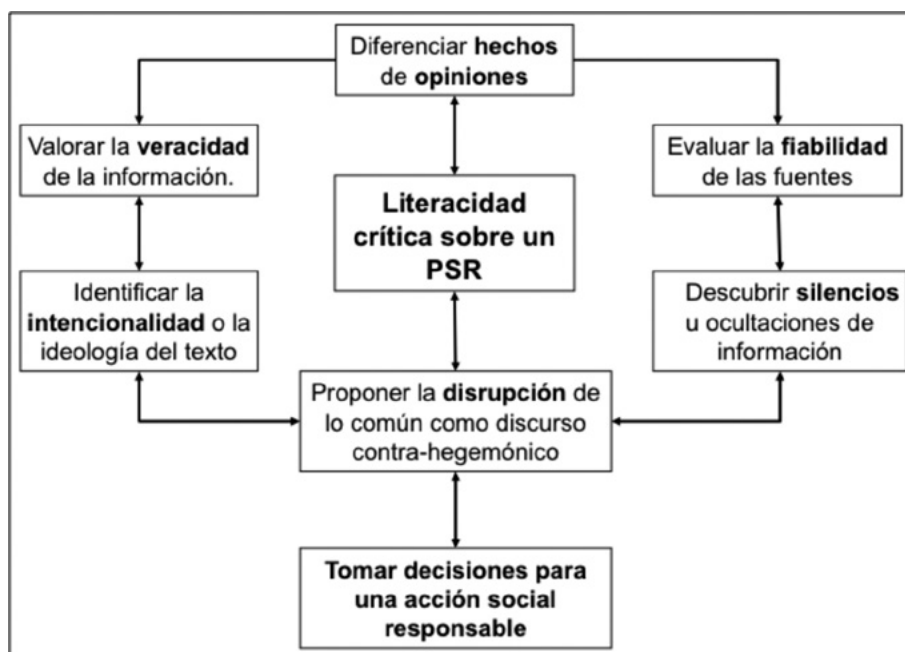 Diferenciar hechos
de opiniones
Valorar la veracidad
de la información.
Evaluar la fiabilidad
de las fuentes
Literacidad
crítica sobre un
PSR
Identificar la
intencionalidad o la
ideología del texto
Descubrir silencios
u ocultaciones de
información
Proponer la disrupción de
lo común como discurso
contra-hegemónico
Tomar decisiones para
una acción social
responsable